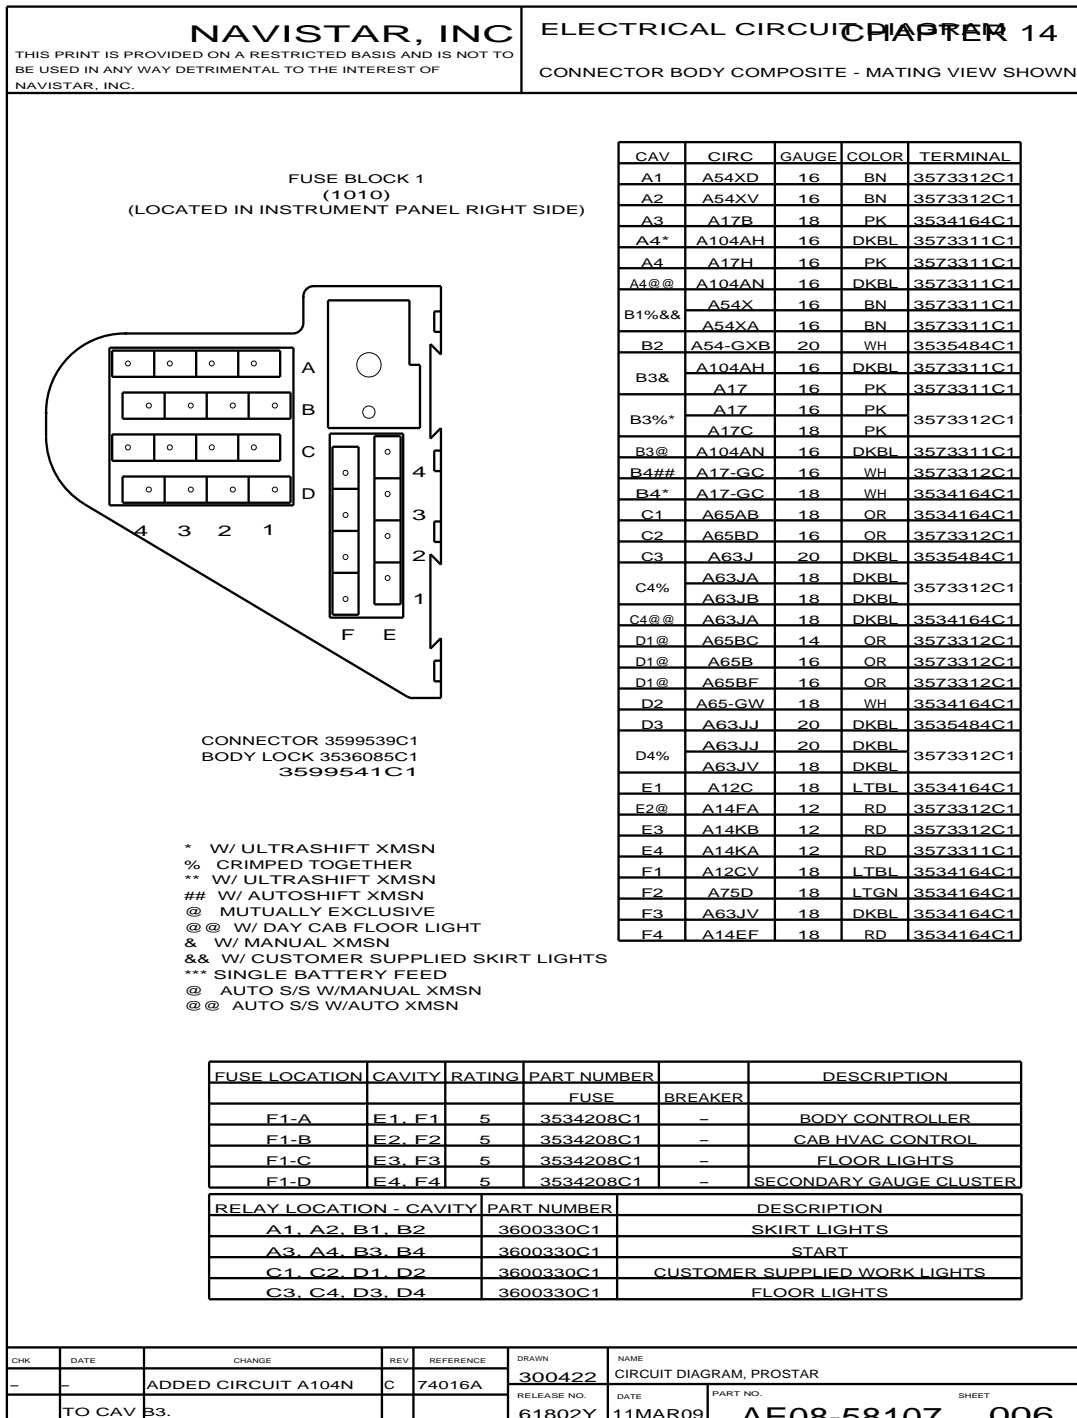 NAVISTAR, INC
THIS PRINT IS PROVIDED ON A RESTRICTED BASIS AND IS NOT TO
BE USED IN ANY WAY DETRIMENTAL TO THE INTEREST OF
NAVISTAR, INC.
ELECTRICAL CIRCUIT DIAGRAM
CHAPTER 14
CONNECTOR BODY COMPOSITE - MATING VIEW SHOWN
FUSE BLOCK 1
(1010)
(LOCATED IN INSTRUMENT PANEL RIGHT SIDE)
A
B
C
D
4 3 2 1
4
3
2
1
F E
CONNECTOR 3599539C1
BODY LOCK 3536085C1
3599541C1
* W/ ULTRASHIFT XMSN
% CRIMPED TOGETHER
** W/ ULTRASHIFT XMSN
## W/ AUTOSHIFT XMSN
@ MUTUALLY EXCLUSIVE
@@ W/ DAY CAB FLOOR LIGHT
& W/ MANUAL XMSN
&& W/ CUSTOMER SUPPLIED SKIRT LIGHTS
*** SINGLE BATTERY FEED
@ AUTO S/S W/MANUAL XMSN
@@ AUTO S/S W/AUTO XMSN
CAV CIRC GAUGE COLOR TERMINAL
A1 A54XD 16 BN 3573312C1
A2 A54XV 16 BN 3573312C1
A3 A17B 18 PK 3534164C1
A4* A104AH 16 DKBL 3573311C1
A4 A17H 16 PK 3573311C1
A4@@ A104AN 16 DKBL 3573311C1
B1%&& A54X 16 BN 3573311C1
A54XA 16 BN 3573311C1
B2 A54-GXB 20 WH 3535484C1
B3& A104AH 16 DKBL 3573311C1
A17 16 PK 3573311C1
B3%* A17 16 PK 3573312C1
A17C 18 PK
B3@ A104AN 16 DKBL 3573311C1
B4## A17-GC 16 WH 3573312C1
B4* A17-GC 18 WH 3534164C1
C1 A65AB 18 OR 3534164C1
C2 A65BD 16 OR 3573312C1
C3 A63J 20 DKBL 3535484C1
C4% A63JA 18 DKBL 3573312C1
A63JB 18 DKBL
C4@@ A63JA 18 DKBL 3534164C1
D1@ A65BC 14 OR 3573312C1
D1@ A65B 16 OR 3573312C1
D1@ A65BF 16 OR 3573312C1
D2 A65-GW 18 WH 3534164C1
D3 A63JJ 20 DKBL 3535484C1
D4% A63JJ 20 DKBL 3573312C1
A63JV 18 DKBL
E1 A12C 18 LTBL 3534164C1
E2@ A14FA 12 RD 3573312C1
E3 A14KB 12 RD 3573312C1
E4 A14KA 12 RD 3573311C1
F1 A12CV 18 LTBL 3534164C1
F2 A75D 18 LTGN 3534164C1
F3 A63JV 18 DKBL 3534164C1
F4 A14EF 18 RD 3534164C1
FUSE LOCATION CAVITY RATING PART NUMBER DESCRIPTION
FUSE BREAKER
F1-A E1, F1 5 3534208C1 – BODY CONTROLLER
F1-B E2, F2 5 3534208C1 – CAB HVAC CONTROL
F1-C E3, F3 5 3534208C1 – FLOOR LIGHTS
F1-D E4, F4 5 3534208C1 – SECONDARY GAUGE CLUSTER
RELAY LOCATION - CAVITY PART NUMBER DESCRIPTION
A1, A2, B1, B2 3600330C1 SKIRT LIGHTS
A3, A4, B3, B4 3600330C1 START
C1, C2, D1, D2 3600330C1 CUSTOMER SUPPLIED WORK LIGHTS
C3, C4, D3, D4 3600330C1 FLOOR LIGHTS
CHK DATE CHANGE REV REFERENCE
– – ADDED CIRCUIT A104N C 74016A
TO CAV B3.
DRAWN
300422
NAME
CIRCUIT DIAGRAM, PROSTAR
RELEASE NO.
61802Y
DATE
11MAR09
PART NO.
AE08-58107
SHEET
006